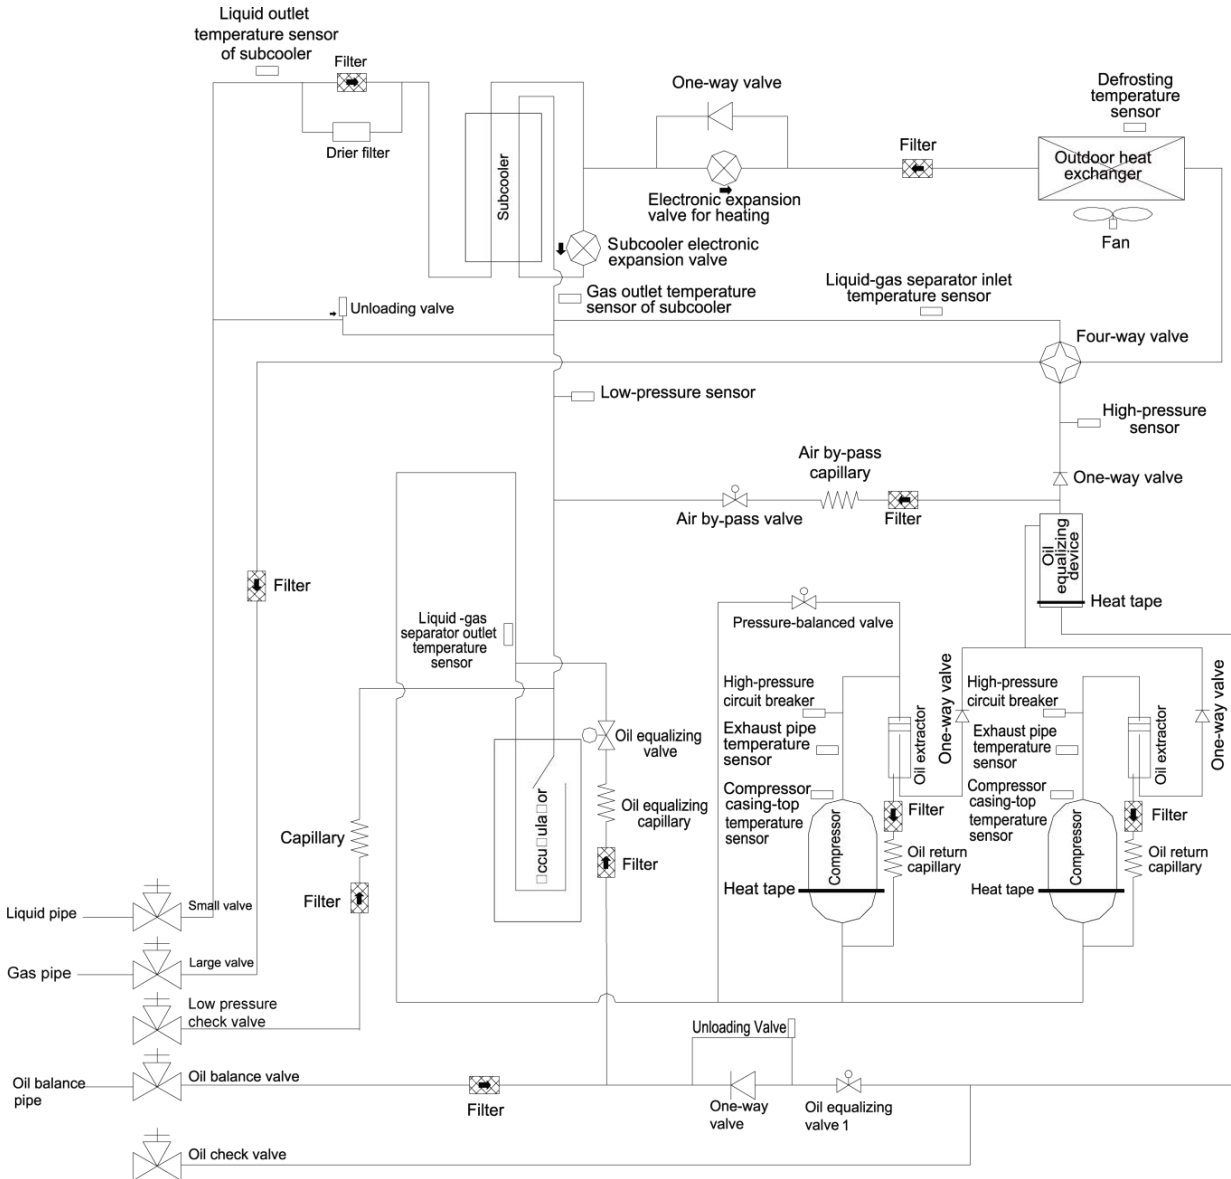 Liquid outlet
temperature sensor
of subcooler
Filter
Drier filter
Subcooler
One-way valve
Electronic expansion
valve for heating
Filter
Defrosting
temperature
sensor
Outdoor heat
exchanger
Fan
Subcooler electronic
expansion valve
Gas outlet temperature
sensor of subcooler
Liquid-gas separator inlet
temperature sensor
Unloading valve
Four-way valve
Low-pressure sensor
High-pressure
sensor
Air by-pass
capillary
One-way valve
Air by-pass valve
Filter
Oil
equalizing
device
Heat tape
Filter
Liquid -gas
separator outlet
temperature
sensor
Pressure-balanced valve
High-pressure
circuit breaker
Exhaust pipe
temperature
sensor
Compressor
casing-top
temperature
sensor
Oil extractor
One-way valve
Filter
Compressor
Oil return
capillary
Heat tape
High-pressure
circuit breaker
Exhaust pipe
temperature
sensor
Compressor
casing-top
temperature
sensor
Oil extractor
One-way valve
Filter
Compressor
Oil return
capillary
Heat tape
Oil equalizing
valve
Oil equalizing
capillary
Filter
□ccu□ula□or
Capillary
Filter
Liquid pipe
Small valve
Gas pipe
Large valve
Low pressure
check valve
Oil balance
pipe
Oil balance valve
Filter
Unloading Valve
One-way
valve
Oil equalizing
valve 1
Oil check valve